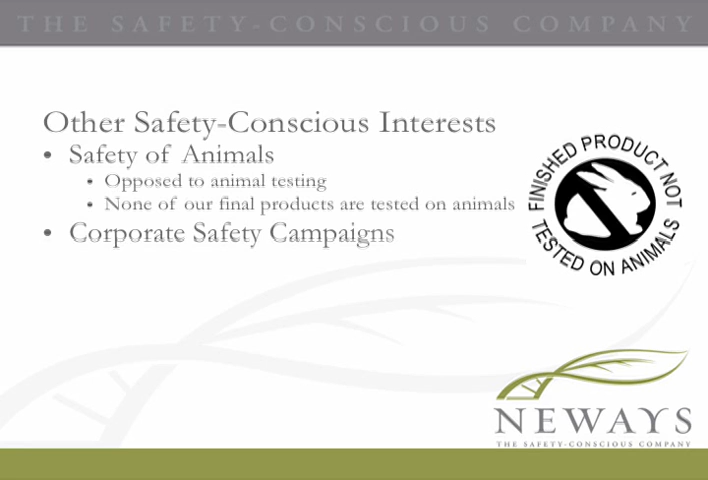 THE SAFETY-CONSCIOUS COMPANY
Other Safety-Conscious Interests
• Safety of Animals
• Opposed to animal testing
• None of our final products are tested on animals
• Corporate Safety Campaigns
FINISHED PRODUCT NOT
TESTED ON ANIMALS
NEWAYS
THE SAFETY-CONSCIOUS COMPANY